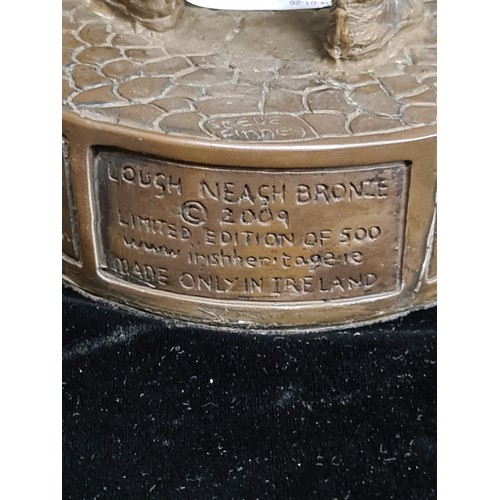 LOUGH NEAGH BRONZE
© 2009
LIMITED EDITION OF 500
www.irishheritage.ie
MADE ONLY IN IRELAND